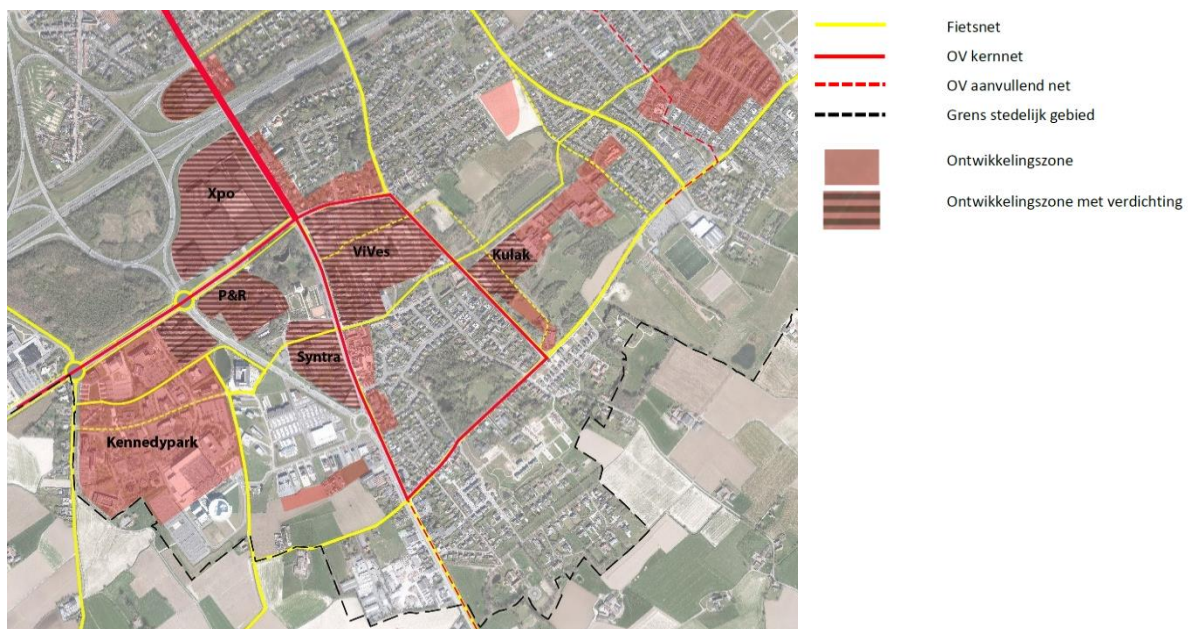 Xpo
ViVes
Kulak
P&R
Syntra
Kennedypark
Fietsnet
OV kernnet
OV aanvullend net
Grens stedelijk gebied
Ontwikkelingszone
Ontwikkelingszone met verdichting